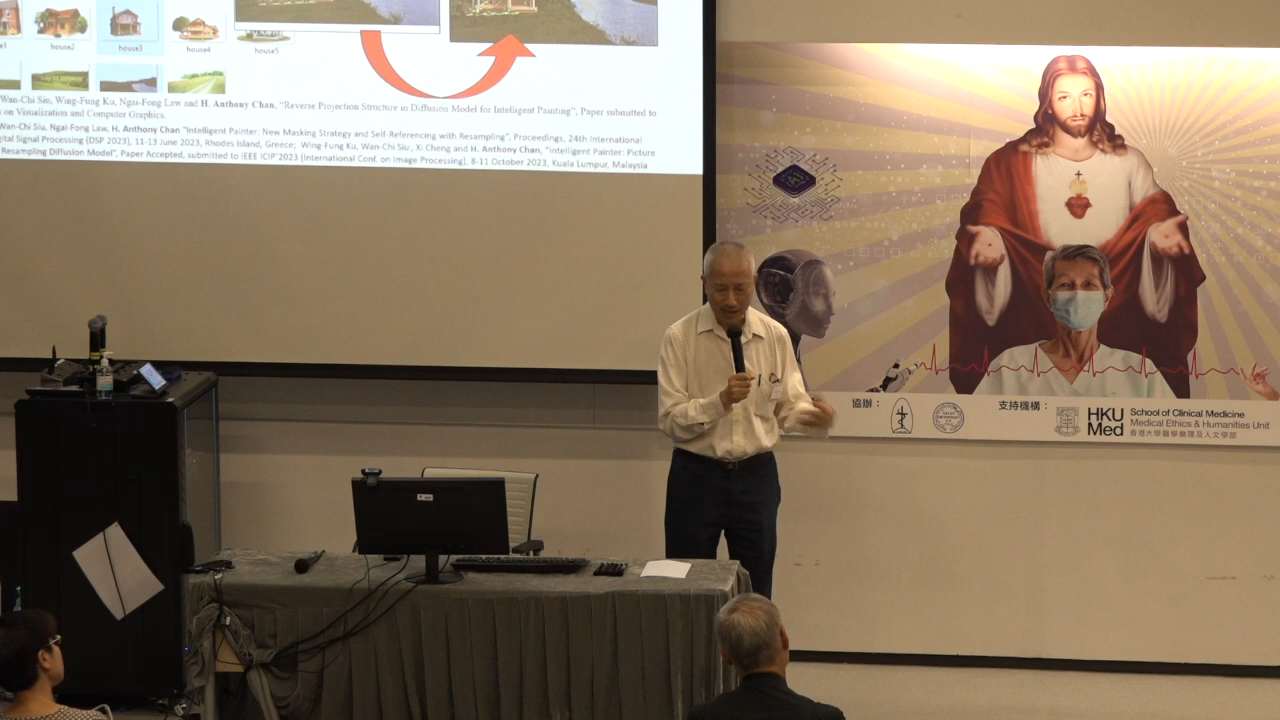 house2
house3
house4
house5
Wan-Chi Siu, Wing-Fung Ku, Ngai-Fong Law and H. Anthony Chan, "Reverse Projection Structure in Diffusion Model for Intelligent Painting", Paper submitted to
on Visualization and Computer Graphics.
Wan-Chi Siu, Ngai-Fong Law, H. Anthony Chan "Intelligent Painter: New Masking Strategy and Self-Referencing with Resampling", Proceedings, 24th International
Digital Signal Processing (DSP 2023), 11-13 June 2023, Rhodes Island, Greece; Wing-Fung Ku, Wan-Chi Siu, Xi Cheng and H. Anthony Chan, "Intelligent Painter: Picture
Resampling Diffusion Model", Paper Accepted, submitted to IEEE ICIP'2023 (International Conf. on Image Processing), 8-11 October 2023, Kuala Lumpur, Malaysia
協辦：
支持機構：
HKU
Med
School of Clinical Medicine
Medical Ethics & Humanities Unit
香港大學醫學倫理及人文學部